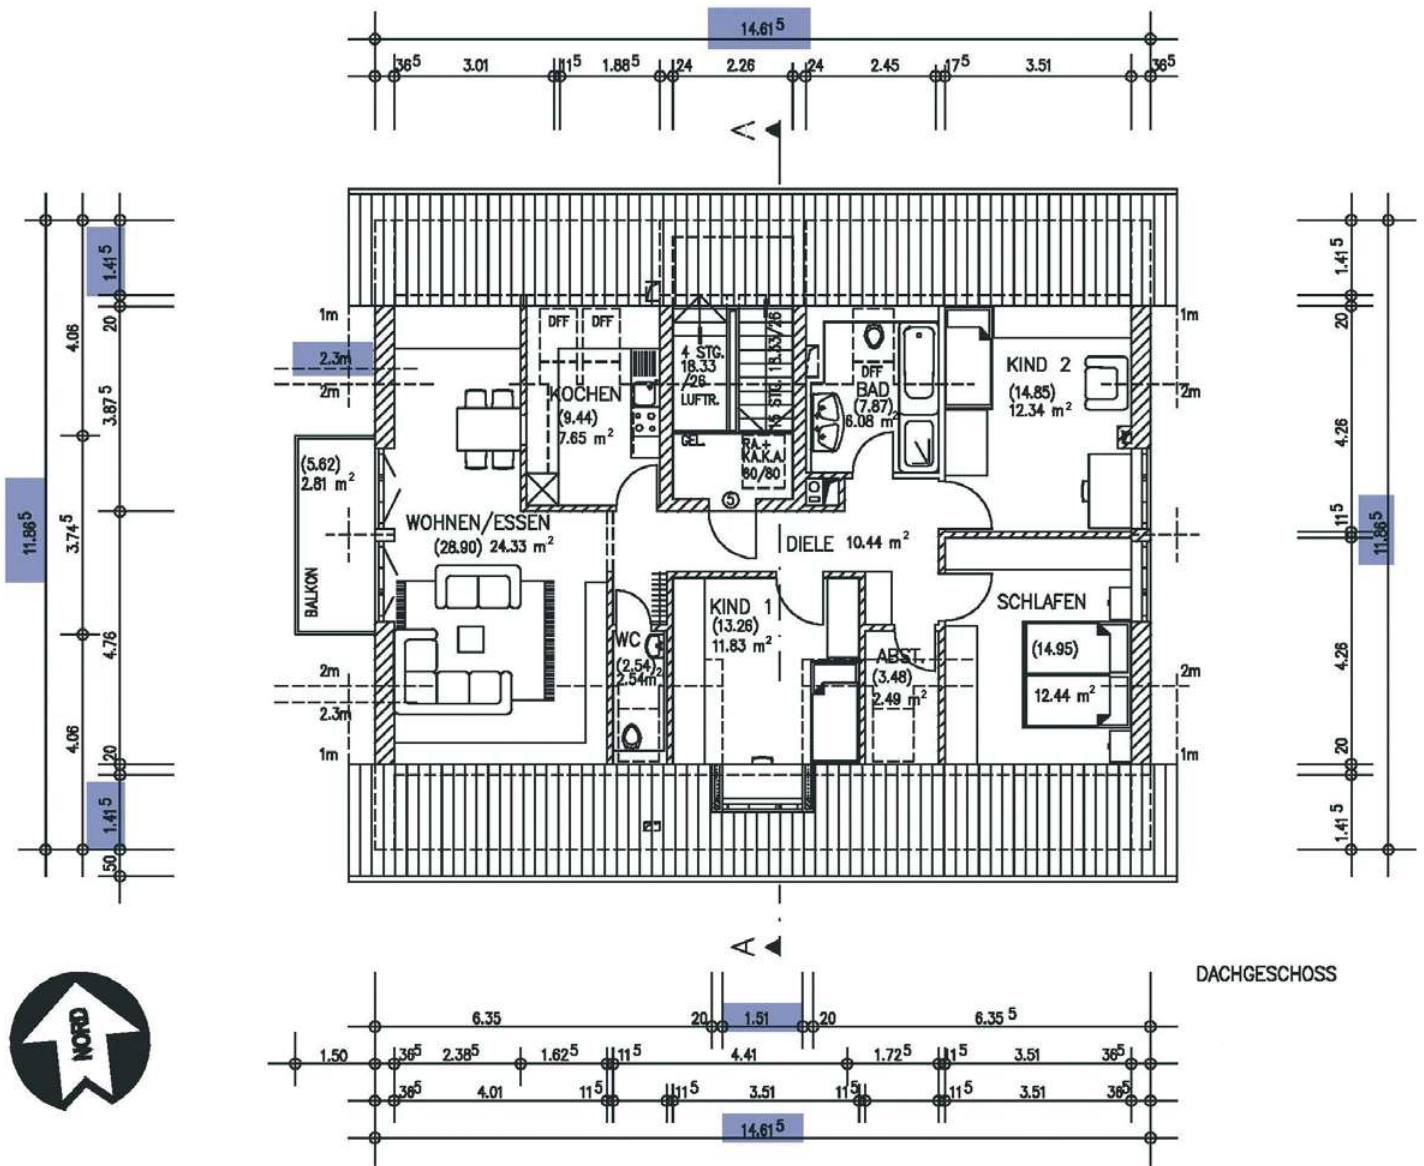 14.61⁵
36⁵ 3.01 11⁵ 1.88⁵ 24 2.26 24 2.45 17⁵ 3.51 36⁵
A
1.41⁵
20
4.06
3.87⁵
11.86⁵
3.74⁵
4.76
4.06
20
1.41⁵
50
1m
2.3m
2m
2m
2.3m
1m
DFF DFF
KOCHEN
(9.44)
7.65 m²
4 STG.
18.33
/26
LUFTR.
15 STG. 18.33/26
GEL.
RA.+
KA.K.A.
60/80
5
DFF
BAD
(7.87)
6.08 m²
KIND 2
(14.85)
12.34 m²
1m
2m
(5.62)
2.81 m²
BALKON
WOHNEN/ESSEN
(28.90) 24.33 m²
DIELE 10.44 m²
WC
(2.54)
2.54m²
KIND 1
(13.26)
11.83 m²
ABST.
(3.48)
2.49 m²
SCHLAFEN
(14.95)
12.44 m²
2m
1m
1.41⁵
20
4.26
11⁵
11.86⁵
4.26
20
1.41⁵
A
DACHGESCHOSS
NORD
6.35 20 1.51 20 6.35⁵
1.50 36⁵ 2.38⁵ 1.62⁵ 11⁵ 4.41 1.72⁵ 11⁵ 3.51 36⁵
36⁵ 4.01 11⁵ 11⁵ 3.51 11⁵ 11⁵ 3.51 36⁵
14.61⁵